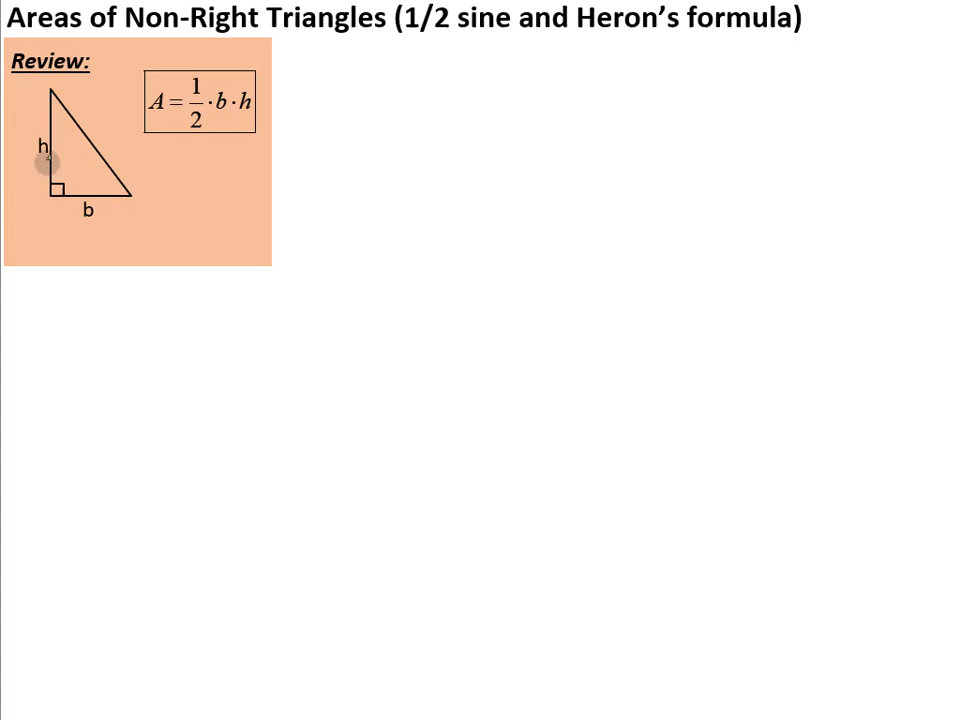 Areas of Non-Right Triangles (1/2 sine and Heron’s formula)
Review:
A = 1/2 · b · h
h
b